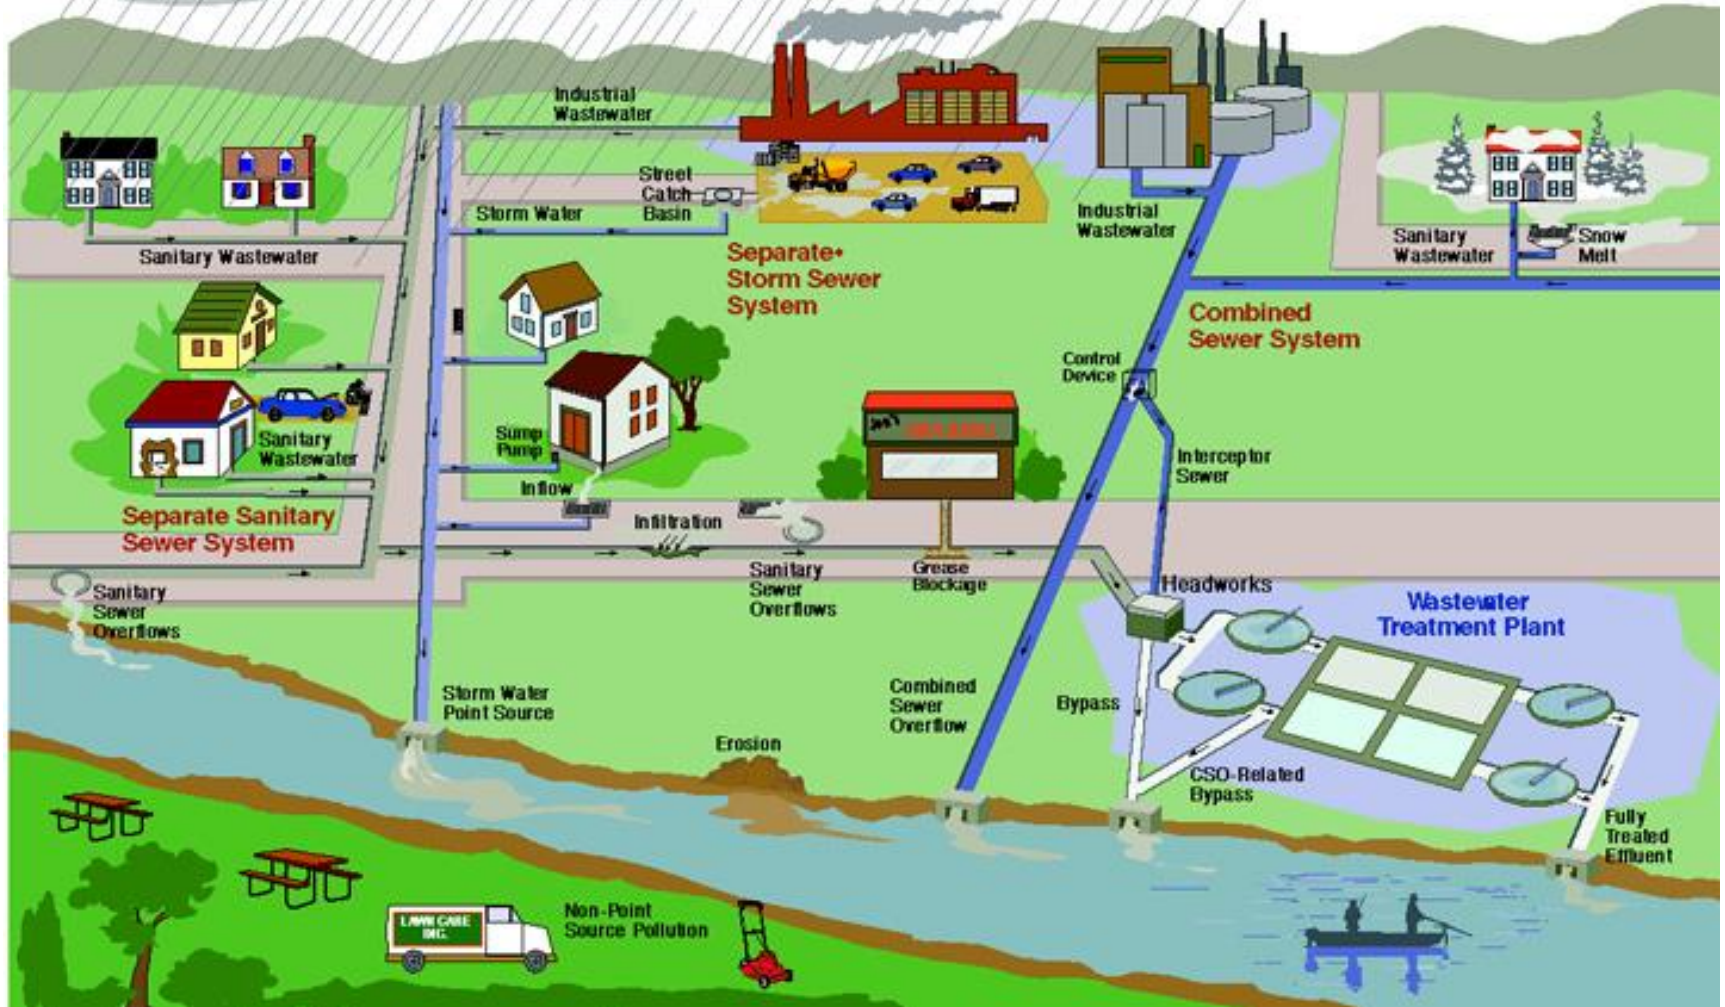 Industrial
Wastewater
Street
Catch
Basin
Storm Water
Sanitary Wastewater
Separate•
Storm Sewer
System
Industrial
Wastewater
Sanitary
Wastewater
Snow
Melt
Combined
Sewer System
Control
Device
Sump
Pump
Sanitary
Wastewater
Inflow
Interceptor
Sewer
Separate Sanitary
Sewer System
Infiltration
Sanitary
Sewer
Overflows
Grease
Blockage
Headworks
Sanitary
Sewer
Overflows
Wastewater
Treatment Plant
Storm Water
Point Source
Combined
Sewer
Overflow
Bypass
Erosion
CSO-Related
Bypass
Fully
Treated
Effluent
LAWN CARE
INC.
Non-Point
Source Pollution